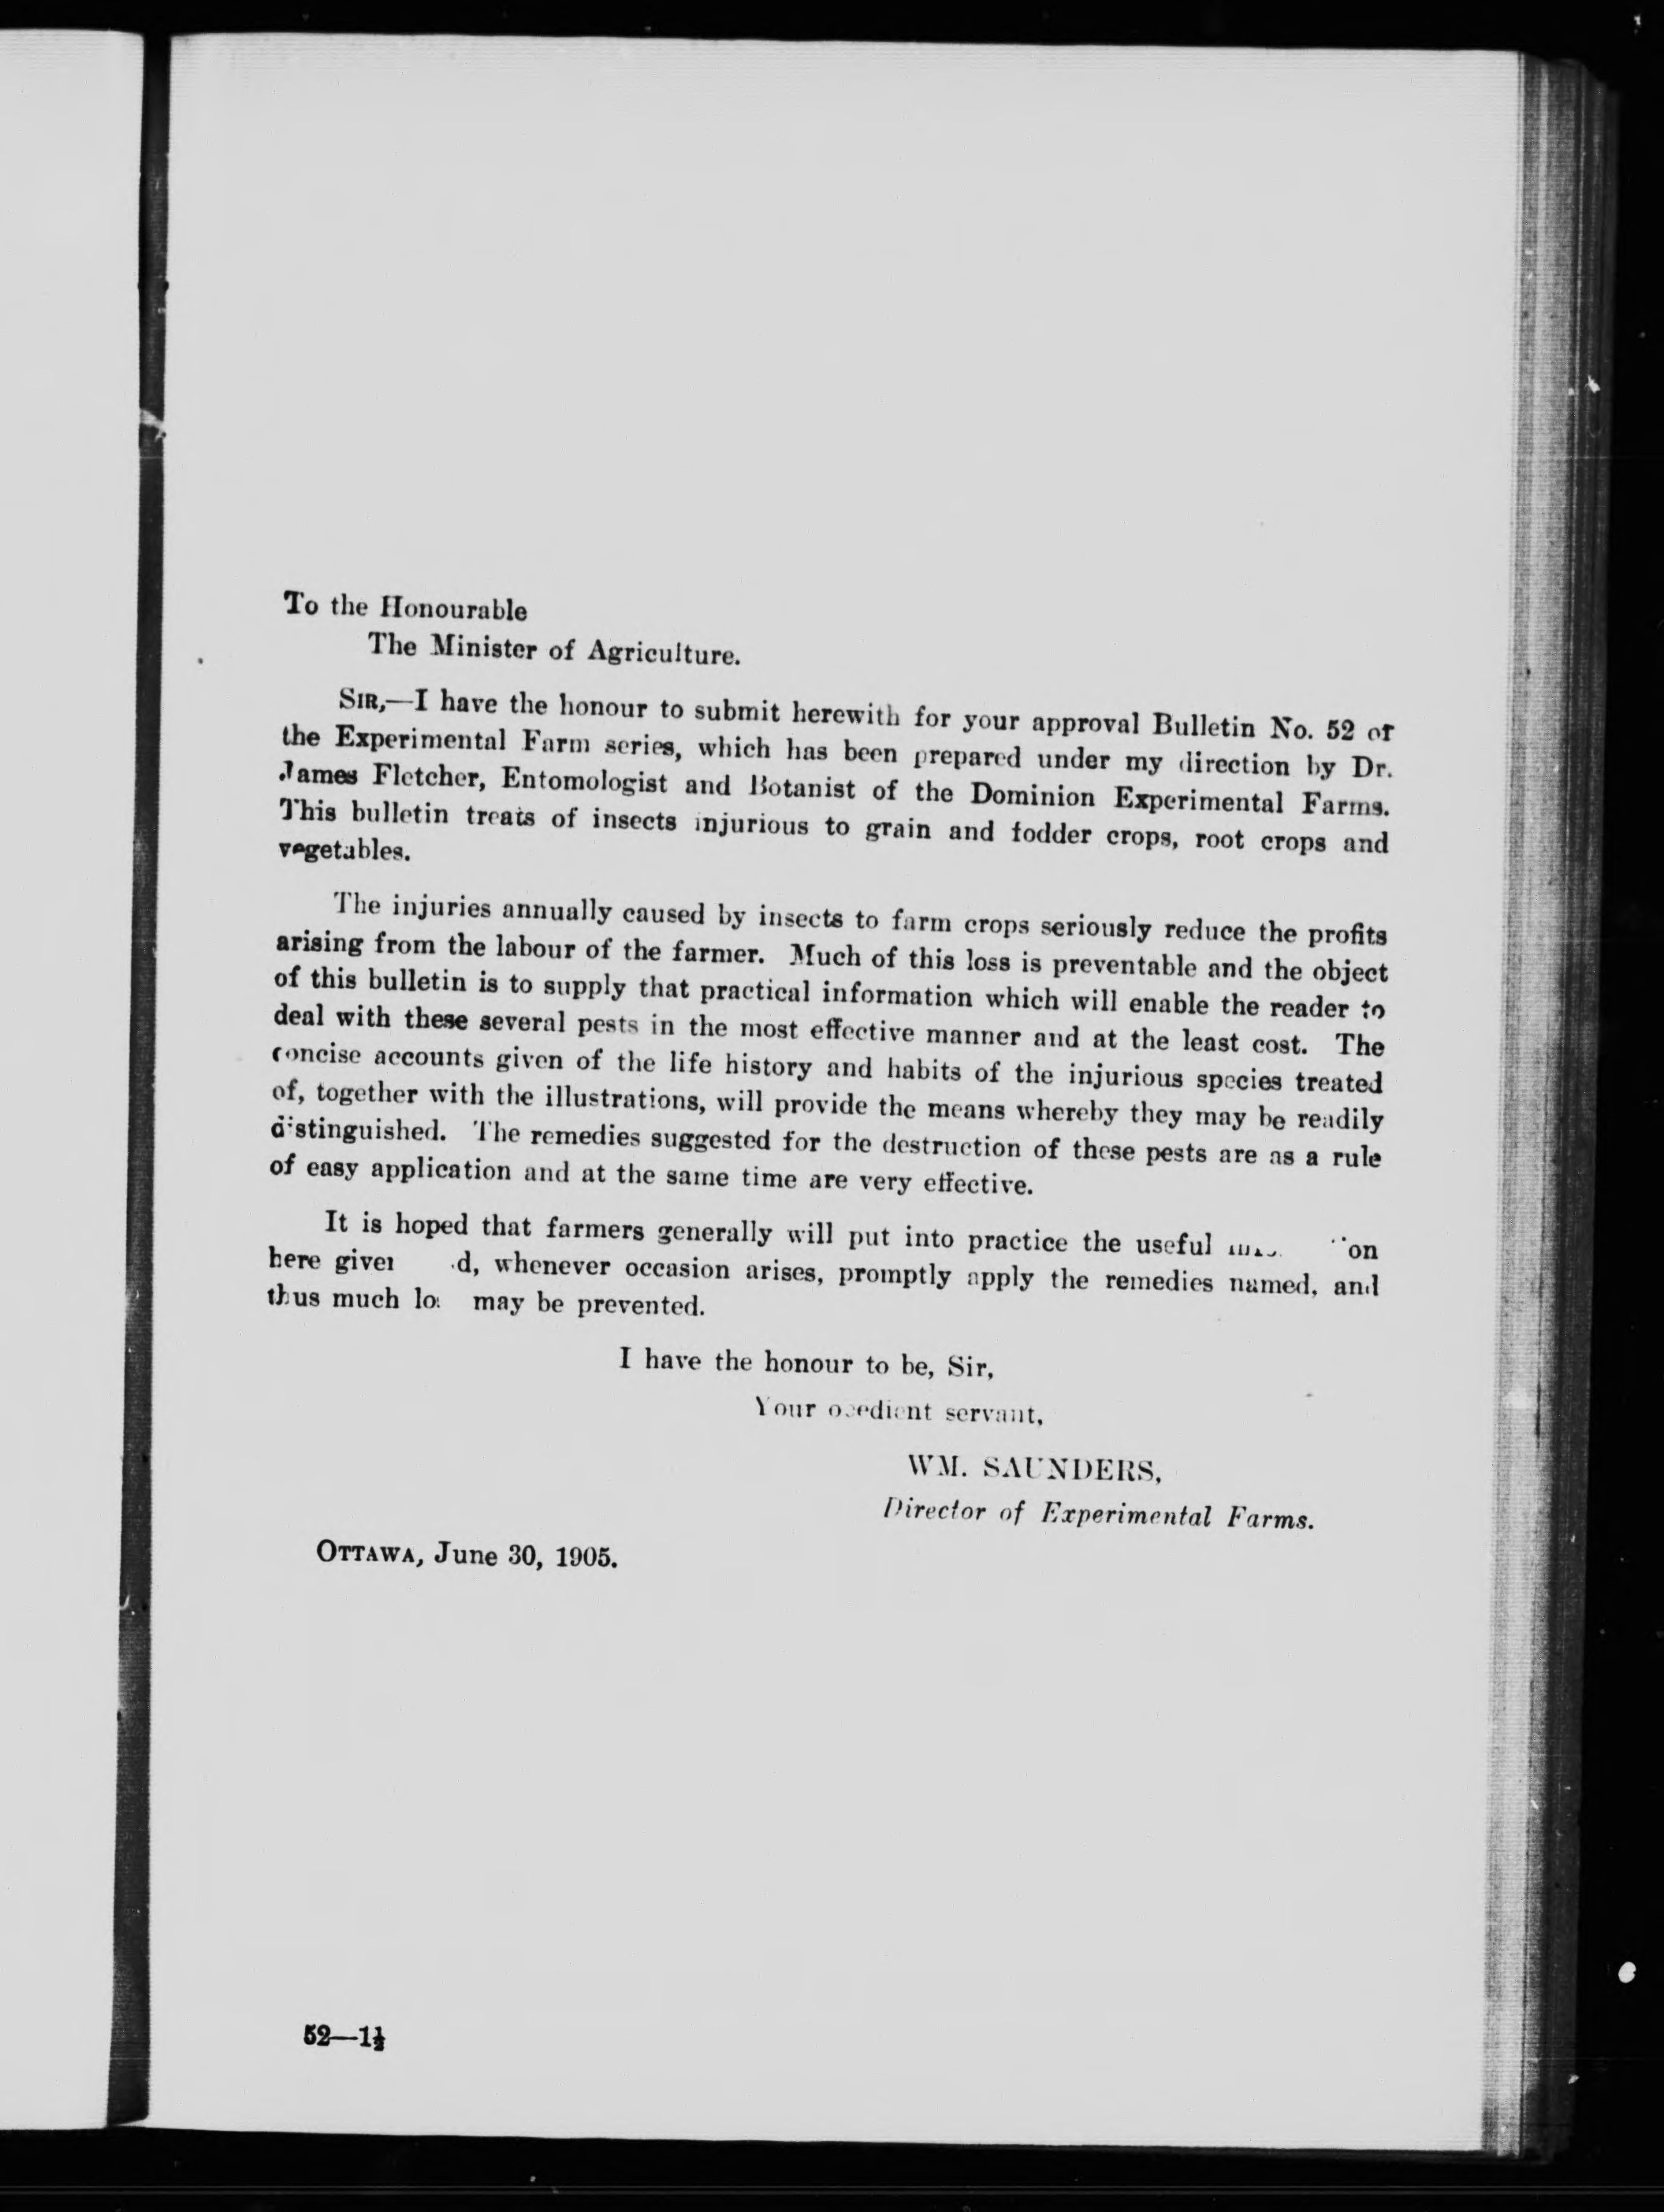 To the Honourable
The Minister of Agriculture.
SIR,—I have the honour to submit herewith for your approval Bulletin No. 52 of
the Experimental Farm series, which has been prepared under my direction by Dr.
James Fletcher, Entomologist and Botanist of the Dominion Experimental Farms.
This bulletin treats of insects injurious to grain and fodder crops, root crops and
vegetables.
The injuries annually caused by insects to farm crops seriously reduce the profits
arising from the labour of the farmer. Much of this loss is preventable and the object
of this bulletin is to supply that practical information which will enable the reader to
deal with these several pests in the most effective manner and at the least cost. The
concise accounts given of the life history and habits of the injurious species treated
of, together with the illustrations, will provide the means whereby they may be readily
distinguished. The remedies suggested for the destruction of these pests are as a rule
of easy application and at the same time are very effective.
It is hoped that farmers generally will put into practice the useful
here given, whenever occasion arises, promptly apply the remedies named, and
thus much may be prevented.
I have the honour to be, Sir,
Your obedient servant,
WM. SAUNDERS,
Director of Experimental Farms.
OTTAWA, June 30, 1905.
52—1½